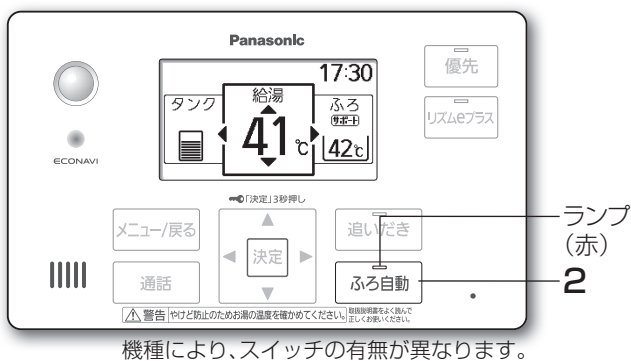 Panasonic
17:30
優先
タンク
給湯
ふろ
サポート
41℃
42℃
リズムeプラス
ECONAVI
「決定」3秒押し
メニュー/戻る
追いだき
ランプ
(赤)
決定
通話
ふろ自動
2
警告 やけど防止のためお湯の温度を確かめてください。
取扱説明書をよく読んで
正しくお使いください。
機種により、スイッチの有無が異なります。